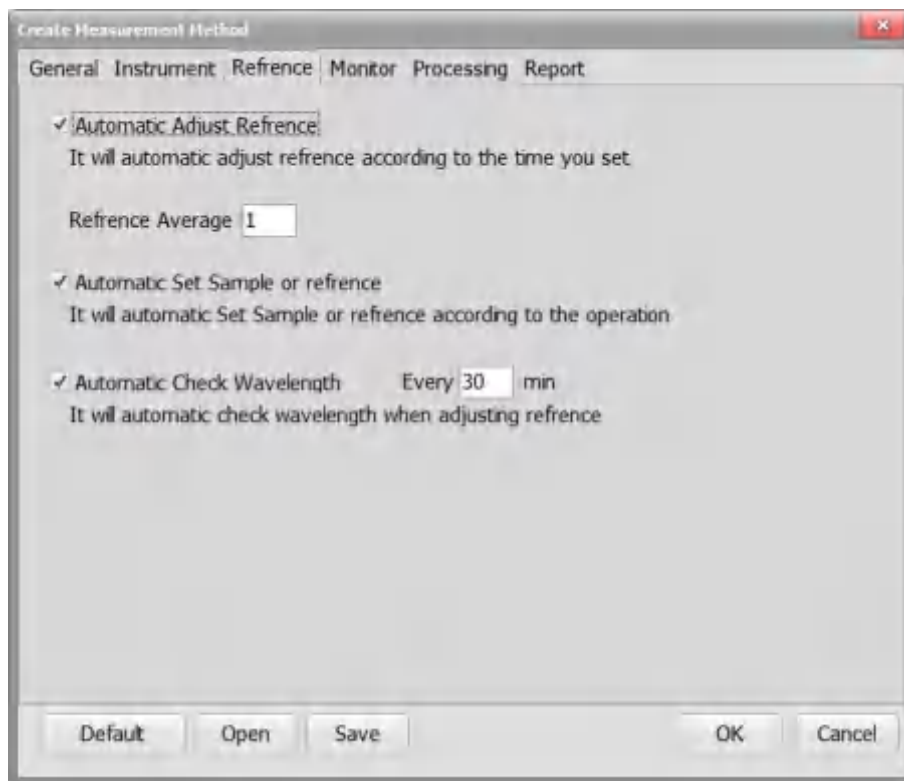 Create Measurement Method
General Instrument Refrence Monitor Processing Report
Automatic Adjust Refrence
It will automatic adjust refrence according to the time you set
Refrence Average 1
Automatic Set Sample or refrence
It will automatic Set Sample or refrence according to the operation
Automatic Check Wavelength Every 30 min
It will automatic check wavelength when adjusting refrence
Default Open Save OK Cancel